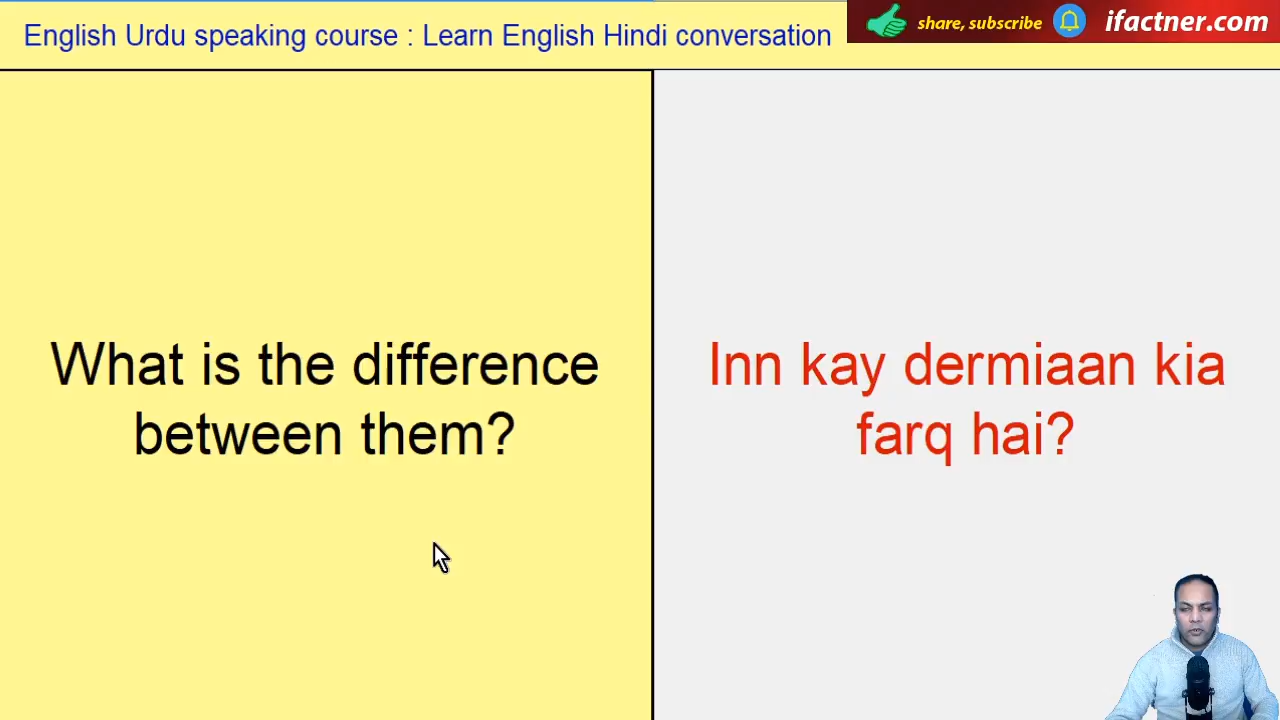 English Urdu speaking course : Learn English Hindi conversation
share, subscribe
ifactner.com
What is the difference
between them?
Inn kay dermiaan kia
farq hai?